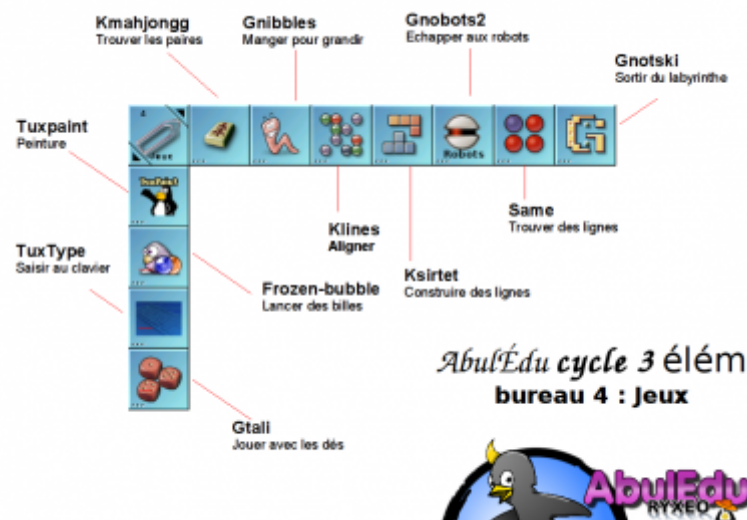 Kmahjongg
Trouver les paires
Gnibbles
Manger pour grandir
Gnobots2
Echapper aux robots
Gnotski
Sortir du labyrinthe
Tuxpaint
Peinture
4
Robots
TuxPaint
Klines
Aligner
Same
Trouver des lignes
TuxType
Saisir au clavier
Frozen-bubble
Lancer des billes
Ksirtet
Construire des lignes
AbulÉdu cycle 3 élém
bureau 4 : Jeux
Gtali
Jouer avec les dés
AbulEdu
RYXEO